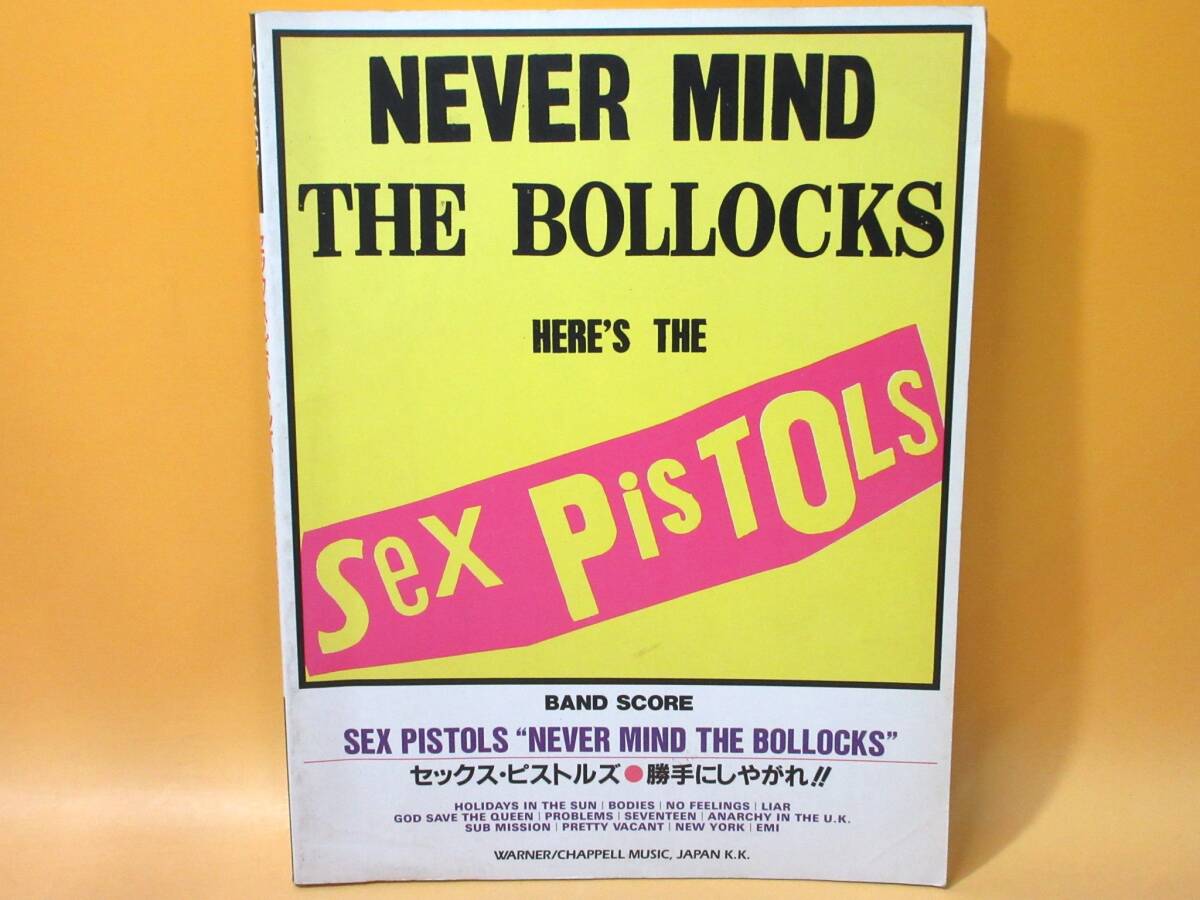 NEVER MIND
THE BOLLOCKS
HERE'S THE
SeX PiSTOLS
BAND SCORE
SEX PISTOLS “NEVER MIND THE BOLLOCKS”
セックス・ピストルズ●勝手にしやがれ!!
HOLIDAYS IN THE SUN | BODIES | NO FEELINGS | LIAR
GOD SAVE THE QUEEN | PROBLEMS | SEVENTEEN | ANARCHY IN THE U.K.
SUB MISSION | PRETTY VACANT | NEW YORK | EMI
WARNER/CHAPPELL MUSIC, JAPAN K.K.